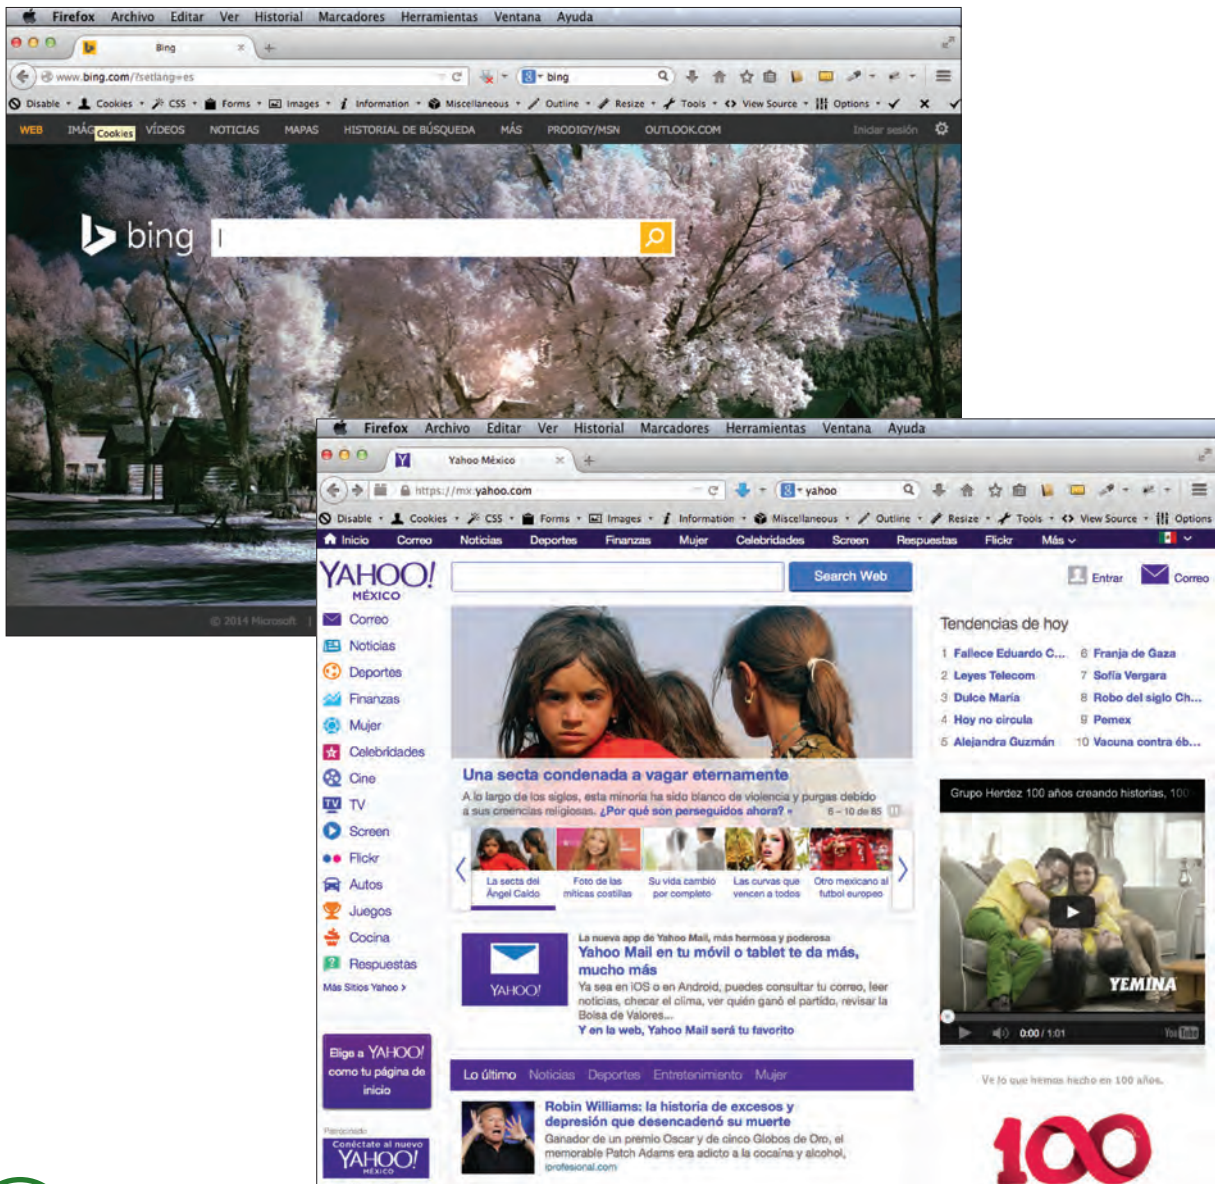 Firefox Archivo Editar Ver Historial Marcadores Herramientas Ventana Ayuda
Bing
www.bing.com/?setlang=es
bing
Disable Cookies CSS Forms Images Information Miscellaneous Outline Resize Tools View Source Options
WEB IMÁG Cookies VÍDEOS NOTICIAS MAPAS HISTORIAL DE BÚSQUEDA MÁS PRODIGY/MSN OUTLOOK.COM Iniciar sesión
bing
© 2014 Microsoft |
Firefox Archivo Editar Ver Historial Marcadores Herramientas Ventana Ayuda
Yahoo México
https://mx.yahoo.com
yahoo
Disable Cookies CSS Forms Images Information Miscellaneous Outline Resize Tools View Source Options
Inicio Correo Noticias Deportes Finanzas Mujer Celebridades Screen Respuestas Flickr Más
YAHOO!
MÉXICO
Search Web
Entrar Correo
Correo
Noticias
Deportes
Finanzas
Mujer
Celebridades
Cine
TV TV
Screen
Flickr
Autos
Juegos
Cocina
Respuestas
Más Sitios Yahoo >
Elige a YAHOO!
como tu página de
inicio
Patrocinado
Conéctate al nuevo
YAHOO!
MÉXICO
Una secta condenada a vagar eternamente
A lo largo de los siglos, esta minoría ha sido blanco de violencia y purgas debido
a sus creencias religiosas. ¿Por qué son perseguidos ahora? »
6 – 10 de 85
La secta del
Ángel Caído
Foto de las
míticas costillas
Su vida cambió
por completo
Las curvas que
vencen a todos
Otro mexicano al
futbol europeo
YAHOO!
La nueva app de Yahoo Mail, más hermosa y poderosa
Yahoo Mail en tu móvil o tablet te da más,
mucho más
Ya sea en iOS o en Android, puedes consultar tu correo, leer
noticias, checar el clima, ver quién ganó el partido, revisar la
Bolsa de Valores...
Y en la web, Yahoo Mail será tu favorito
Lo último Noticias Deportes Entretenimiento Mujer
Robin Williams: la historia de excesos y
depresión que desencadenó su muerte
Ganador de un premio Oscar y de cinco Globos de Oro, el
memorable Patch Adams era adicto a la cocaína y alcohol,
iprofesional.com
Tendencias de hoy
1 Fallece Eduardo C...
2 Leyes Telecom
3 Dulce María
4 Hoy no circula
5 Alejandra Guzmán
6 Franja de Gaza
7 Sofía Vergara
8 Robo del siglo Ch...
9 Pemex
10 Vacuna contra éb...
Grupo Herdez 100 años creando historias, 100
YEMINA
0:00 / 1:01
YouTube
Ve lo que hemos hecho en 100 años.
100